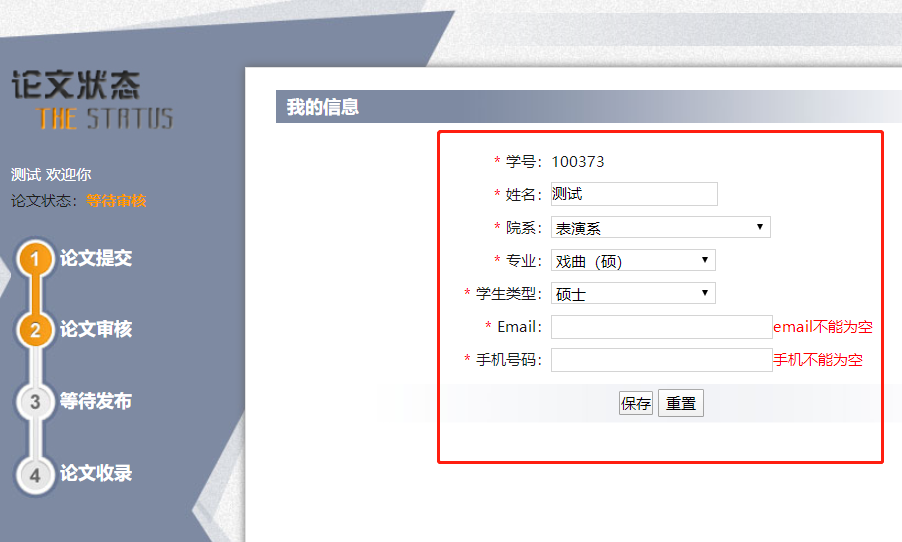 论文状态
THE STATUS
测试 欢迎你
论文状态：等待审核
1 论文提交
2 论文审核
3 等待发布
4 论文收录
我的信息
* 学号：100373
* 姓名：测试
* 院系：表演系
* 专业：戏曲（硕）
* 学生类型：硕士
* Email： email不能为空
* 手机号码： 手机不能为空
保存 重置